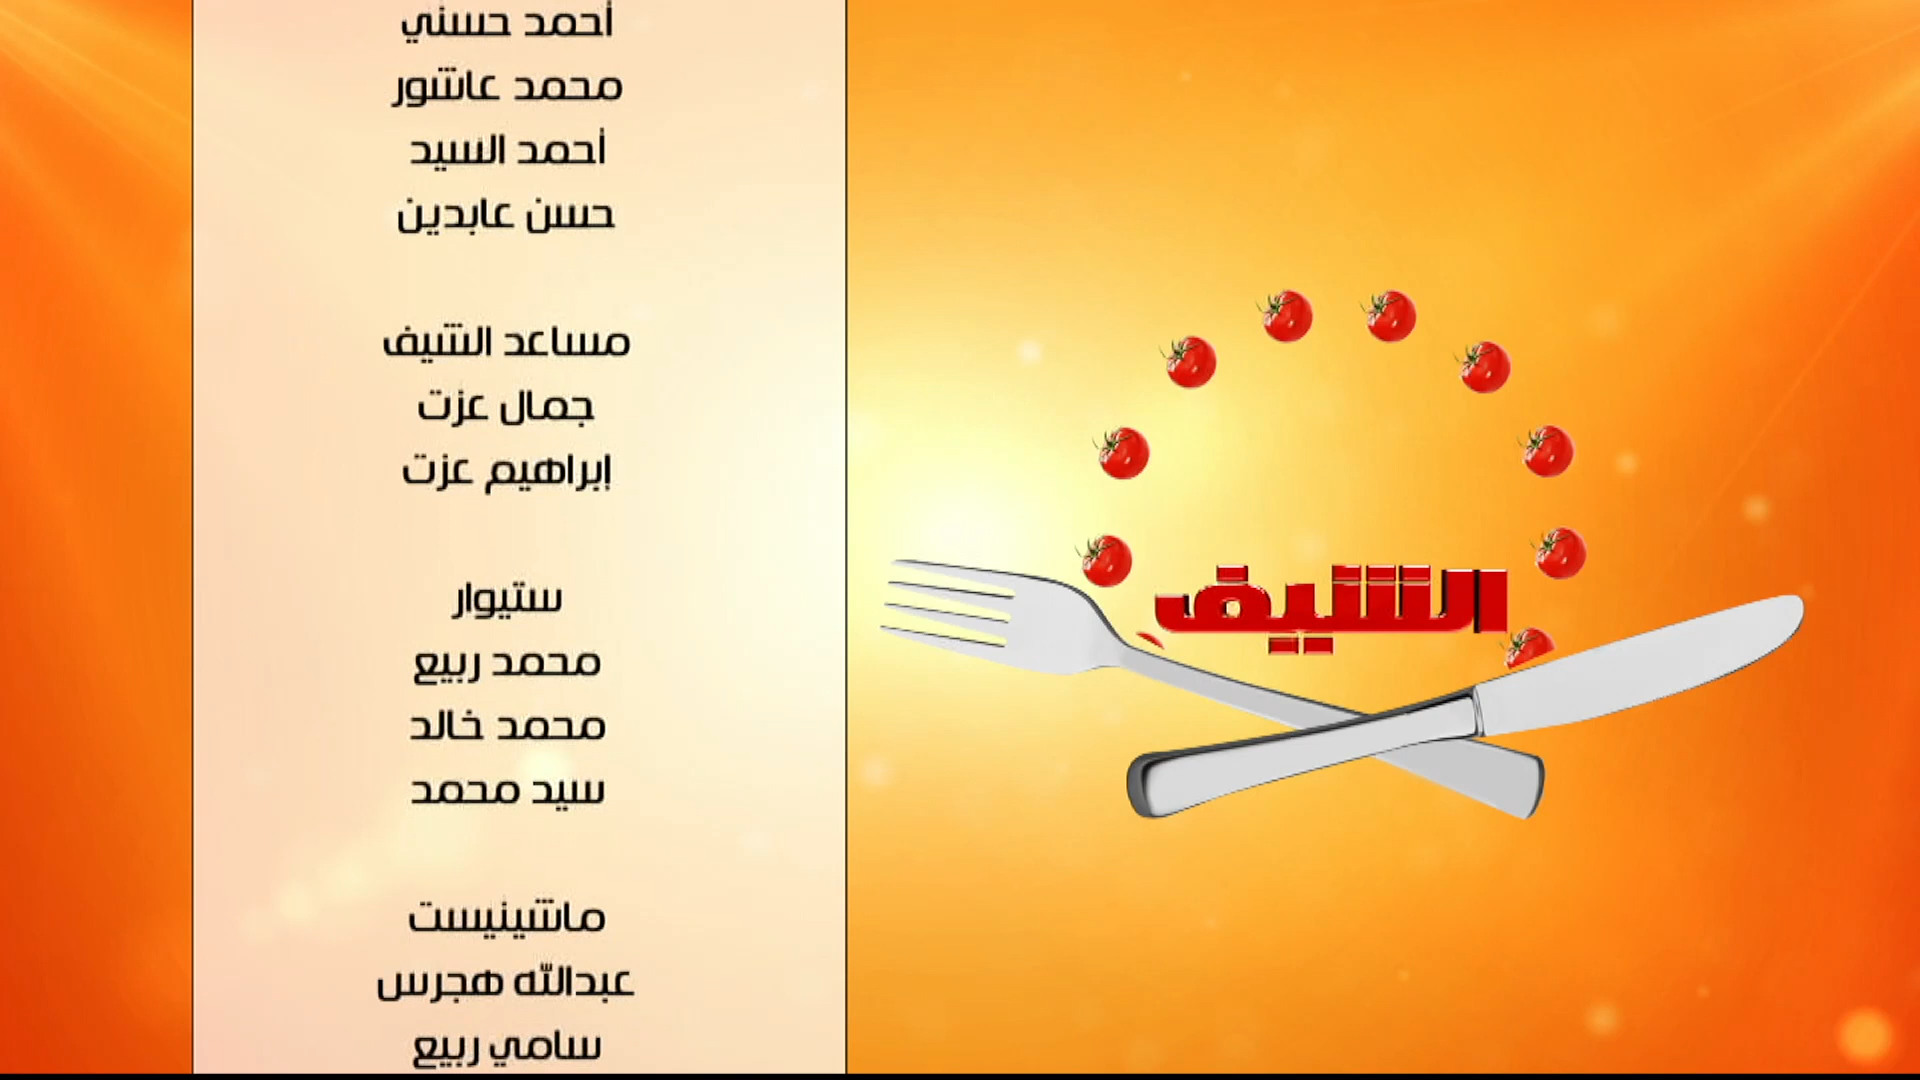 أحمد حسني
محمد عاشور
أحمد السيد
حسن عابدين
مساعد الشيف
جمال عزت
إبراهيم عزت
ستيوار
محمد ربيع
محمد خالد
سيد محمد
ماشينيست
عبدالله هجرس
سامي ربيع
الشيف